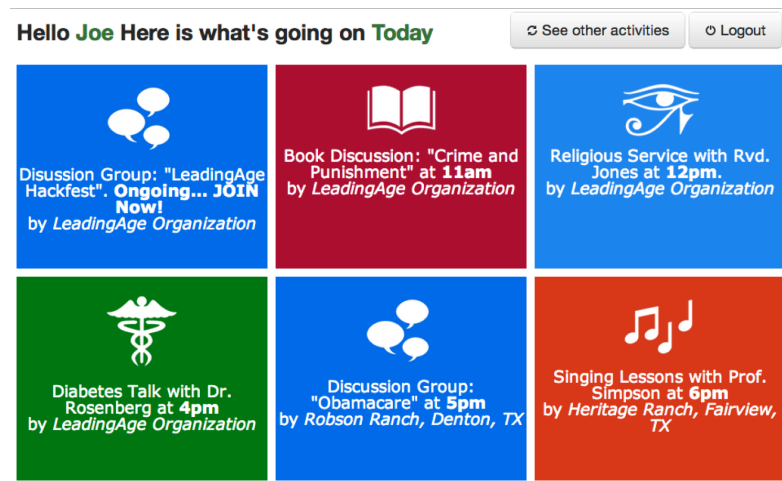 Hello Joe Here is what's going on Today
See other activities
Logout
Disussion Group: "LeadingAge
Hackfest". Ongoing... JOIN
Now!
by LeadingAge Organization
Book Discussion: "Crime and
Punishment" at 11am
by LeadingAge Organization
Religious Service with Rvd.
Jones at 12pm.
by LeadingAge Organization
Diabetes Talk with Dr.
Rosenberg at 4pm
by LeadingAge Organization
Discussion Group:
"Obamacare" at 5pm
by Robson Ranch, Denton, TX
Singing Lessons with Prof.
Simpson at 6pm
by Heritage Ranch, Fairview,
TX